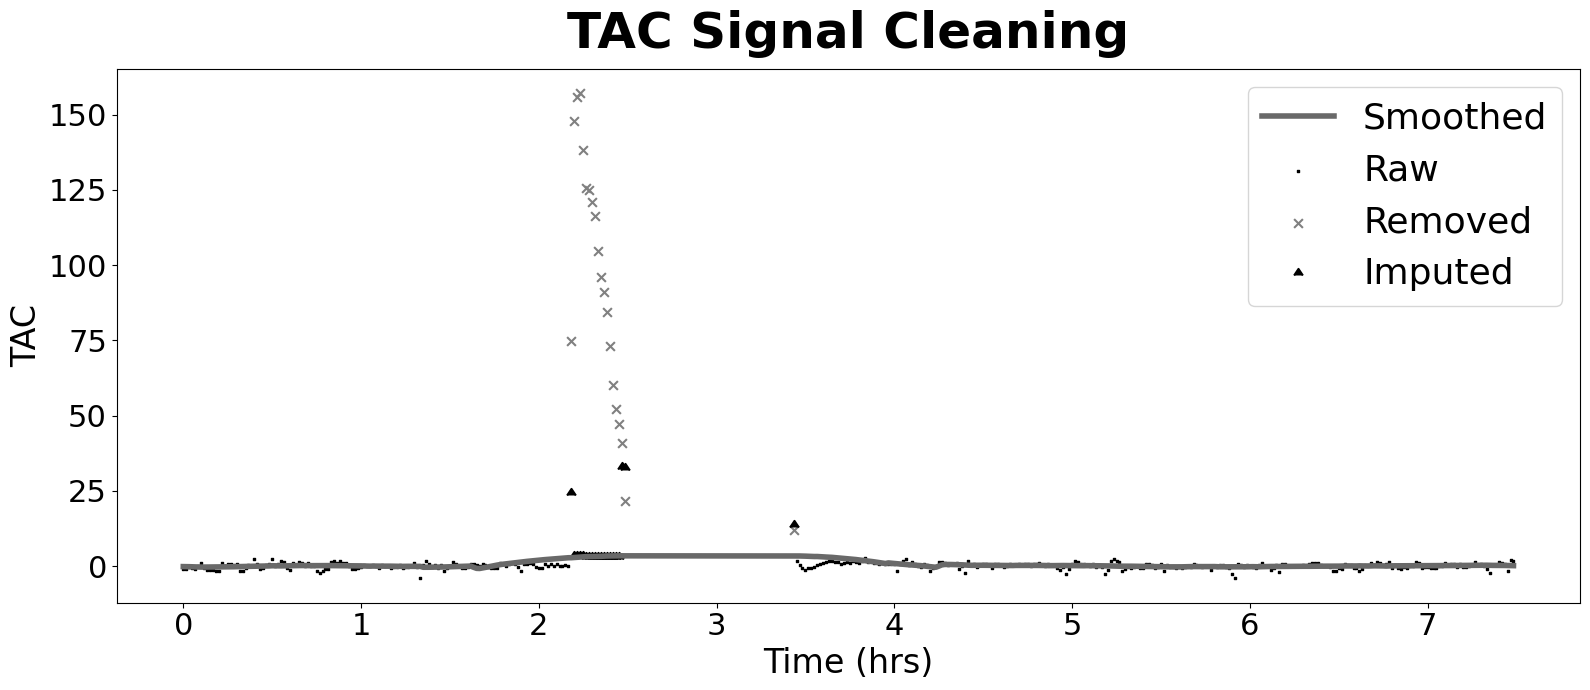 TAC Signal Cleaning
Smoothed
Raw
Removed
Imputed
TAC
150
125
100
75
50
25
0
0 1 2 3 4 5 6 7
Time (hrs)